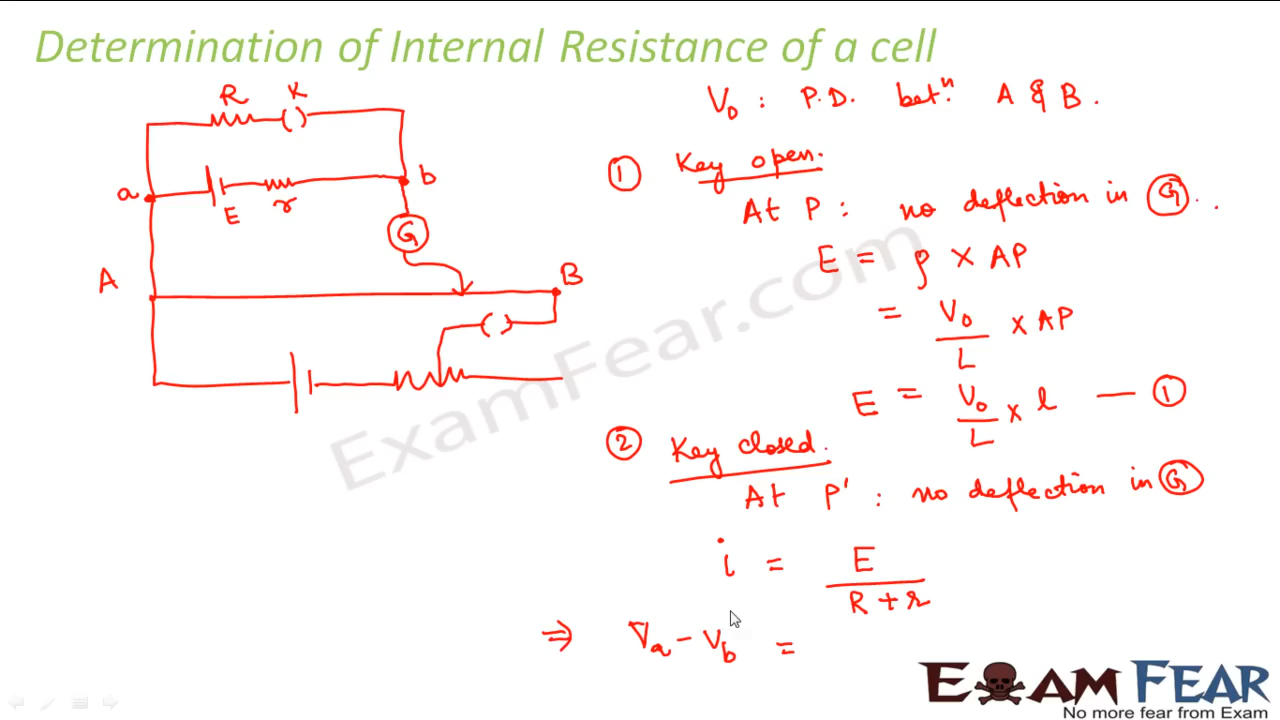 Determination of Internal Resistance of a cell
R K
a E r b
G
A B
V₀ : P.D. betⁿ A & B.
① Key open.
At P : no deflection in Ⓖ . .
E = ρ × AP
= V₀/L × AP
E = V₀/L × l — ①
② Key closed.
At P' : no deflection in Ⓖ
i = E/(R + r)
⇒ Vₐ - V_b =
ExamFear.com
EXAM FEAR
No more fear from Exam